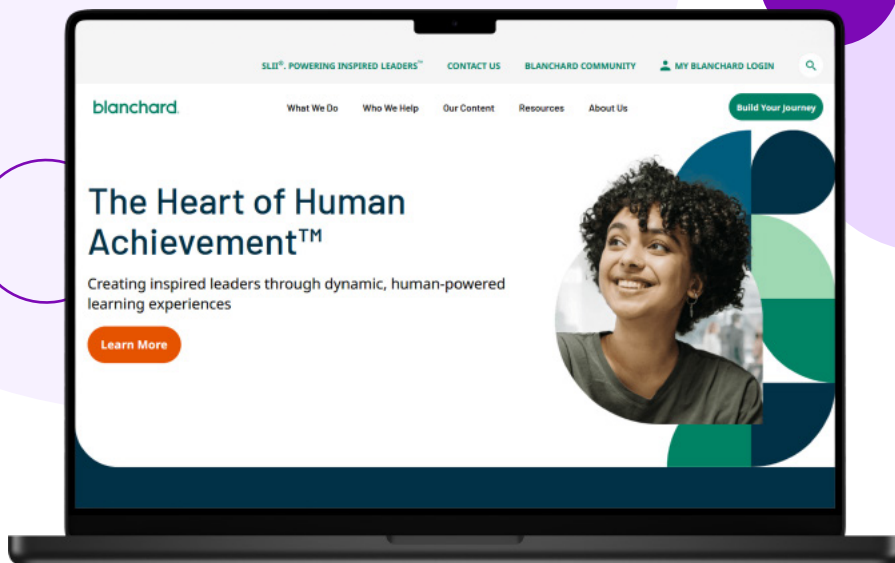 SLII®. POWERING INSPIRED LEADERS™ CONTACT US BLANCHARD COMMUNITY MY BLANCHARD LOGIN
blanchard.
What We Do Who We Help Our Content Resources About Us Build Your Journey
The Heart of Human
Achievement™
Creating inspired leaders through dynamic, human-powered
learning experiences
Learn More